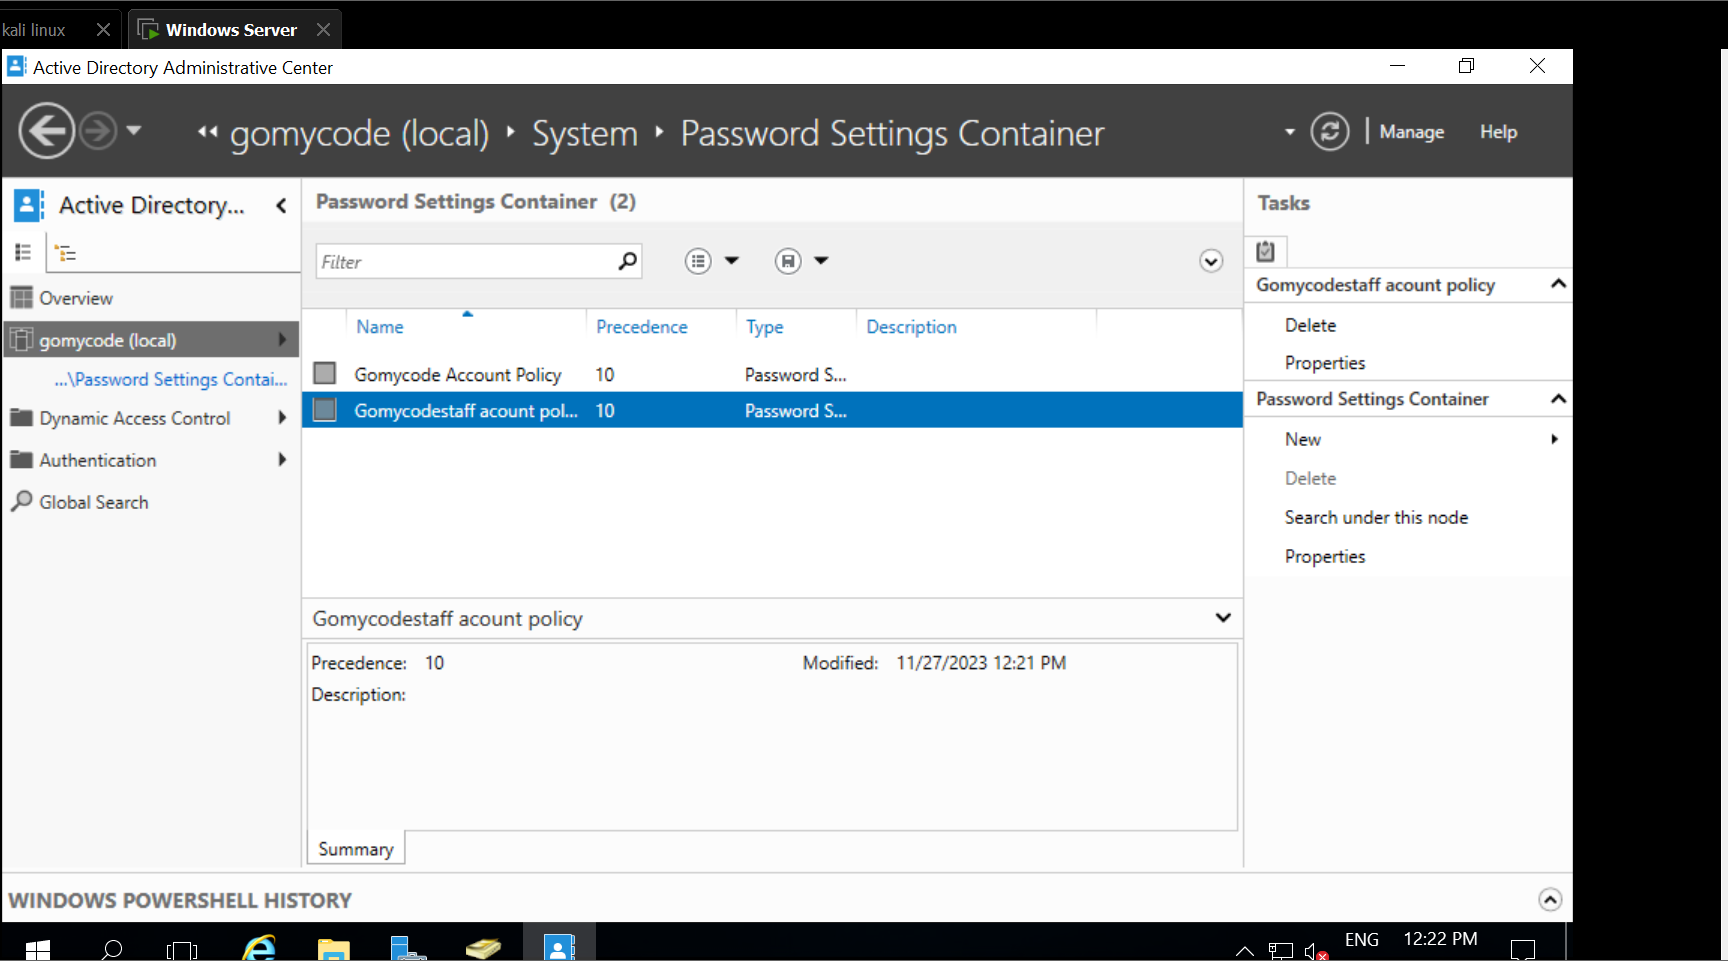 kali linux
Windows Server
Active Directory Administrative Center
gomycode (local) System Password Settings Container Manage Help
Active Directory...
Overview
gomycode (local)
...\Password Settings Contai...
Dynamic Access Control
Authentication
Global Search
Password Settings Container (2)
Filter
Name Precedence Type Description
Gomycode Account Policy 10 Password S...
Gomycodestaff acount pol... 10 Password S...
Gomycodestaff acount policy
Precedence: 10 Modified: 11/27/2023 12:21 PM
Description:
Summary
Tasks
Gomycodestaff acount policy
Delete
Properties
Password Settings Container
New
Delete
Search under this node
Properties
WINDOWS POWERSHELL HISTORY
ENG 12:22 PM